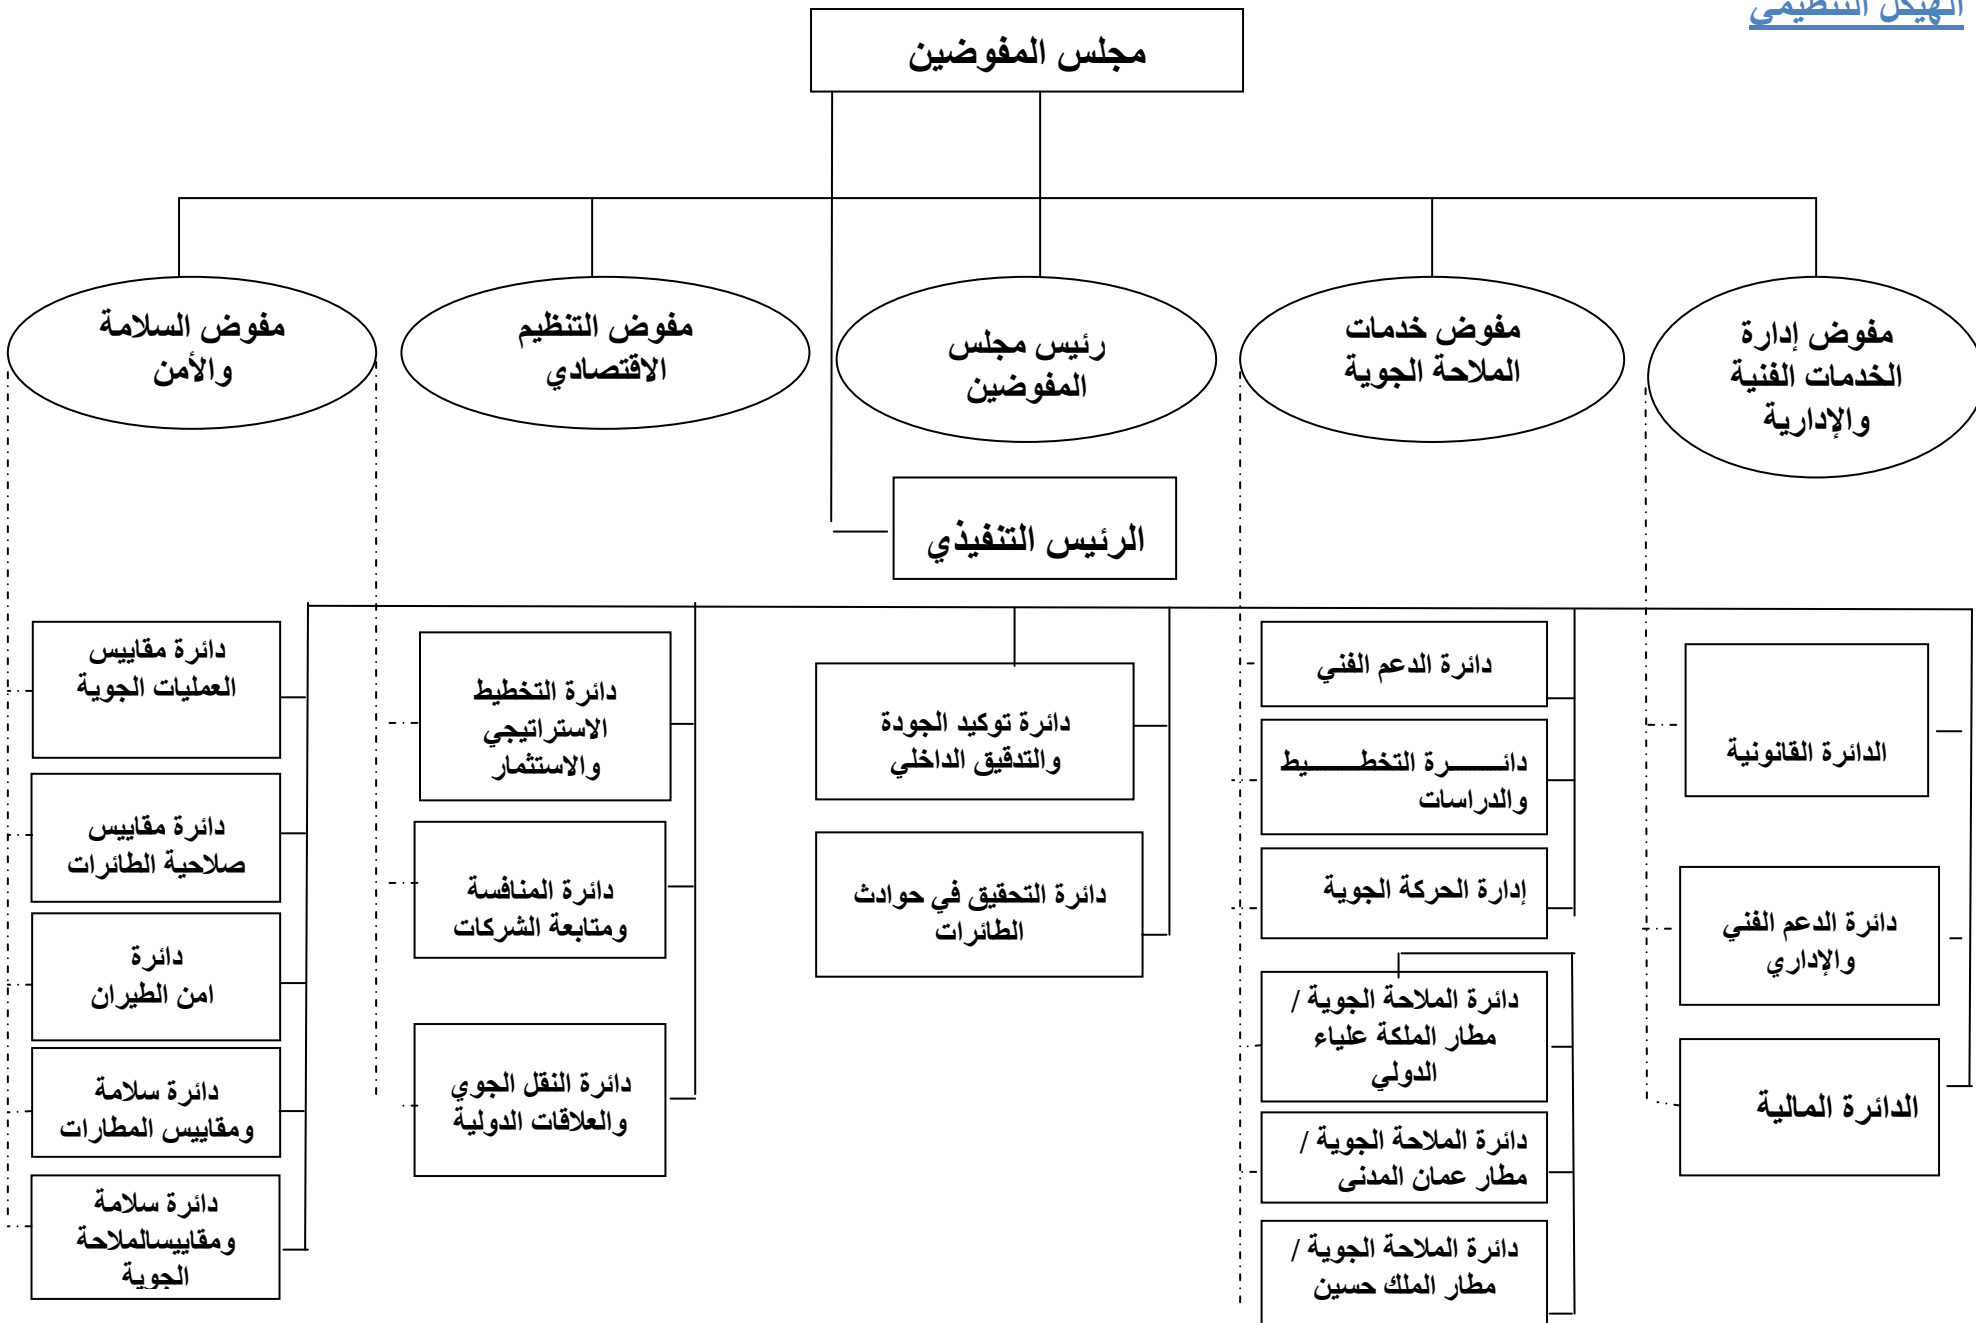 الهيكل التنظيمي
مجلس المفوضين
مفوض إدارة
الخدمات الفنية
والإدارية
مفوض خدمات
الملاحة الجوية
رئيس مجلس
المفوضين
مفوض التنظيم
الاقتصادي
مفوض السلامة
والأمن
الرئيس التنفيذي
الدائرة القانونية
دائرة الدعم الفني
والإداري
الدائرة المالية
دائرة الدعم الفني
دائـــــــرة التخطـــــــيط
والدراسات
إدارة الحركة الجوية
دائرة الملاحة الجوية /
مطار الملكة علياء
الدولي
دائرة الملاحة الجوية /
مطار عمان المدنى
دائرة الملاحة الجوية /
مطار الملك حسين
دائرة توكيد الجودة
والتدقيق الداخلي
دائرة التحقيق في حوادث
الطائرات
دائرة التخطيط
الاستراتيجي
والاستثمار
دائرة المنافسة
ومتابعة الشركات
دائرة النقل الجوي
والعلاقات الدولية
دائرة مقاييس
العمليات الجوية
دائرة مقاييس
صلاحية الطائرات
دائرة
امن الطيران
دائرة سلامة
ومقاييس المطارات
دائرة سلامة
ومقاييسالملاحة
الجوية